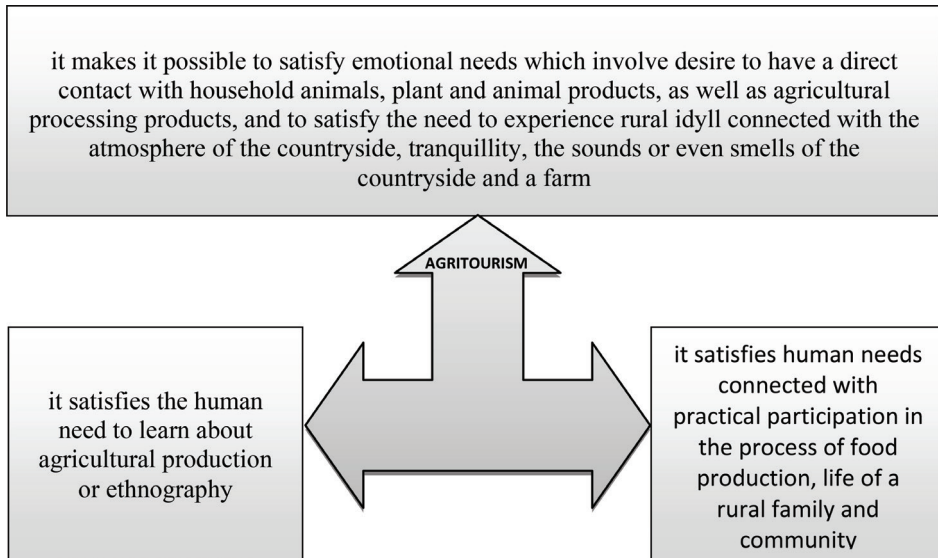 it makes it possible to satisfy emotional needs which involve desire to have a direct
contact with household animals, plant and animal products, as well as agricultural
processing products, and to satisfy the need to experience rural idyll connected with the
atmosphere of the countryside, tranquillity, the sounds or even smells of the
countryside and a farm
AGRITOURISM
it satisfies the human
need to learn about
agricultural production
or ethnography
it satisfies human needs
connected with
practical participation in
the process of food
production, life of a
rural family and
community